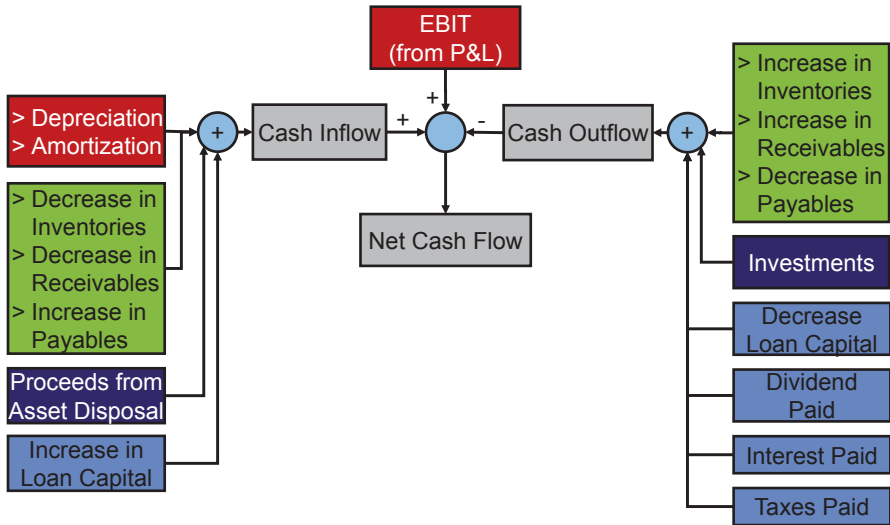 EBIT
(from P&L)
+
> Depreciation
> Amortization
+
Cash Inflow
+
-
Cash Outflow
+
> Increase in
Inventories
> Increase in
Receivables
> Decrease in
Payables
> Decrease in
Inventories
> Decrease in
Receivables
> Increase in
Payables
Net Cash Flow
Investments
Proceeds from
Asset Disposal
Increase in
Loan Capital
Decrease
Loan Capital
Dividend
Paid
Interest Paid
Taxes Paid